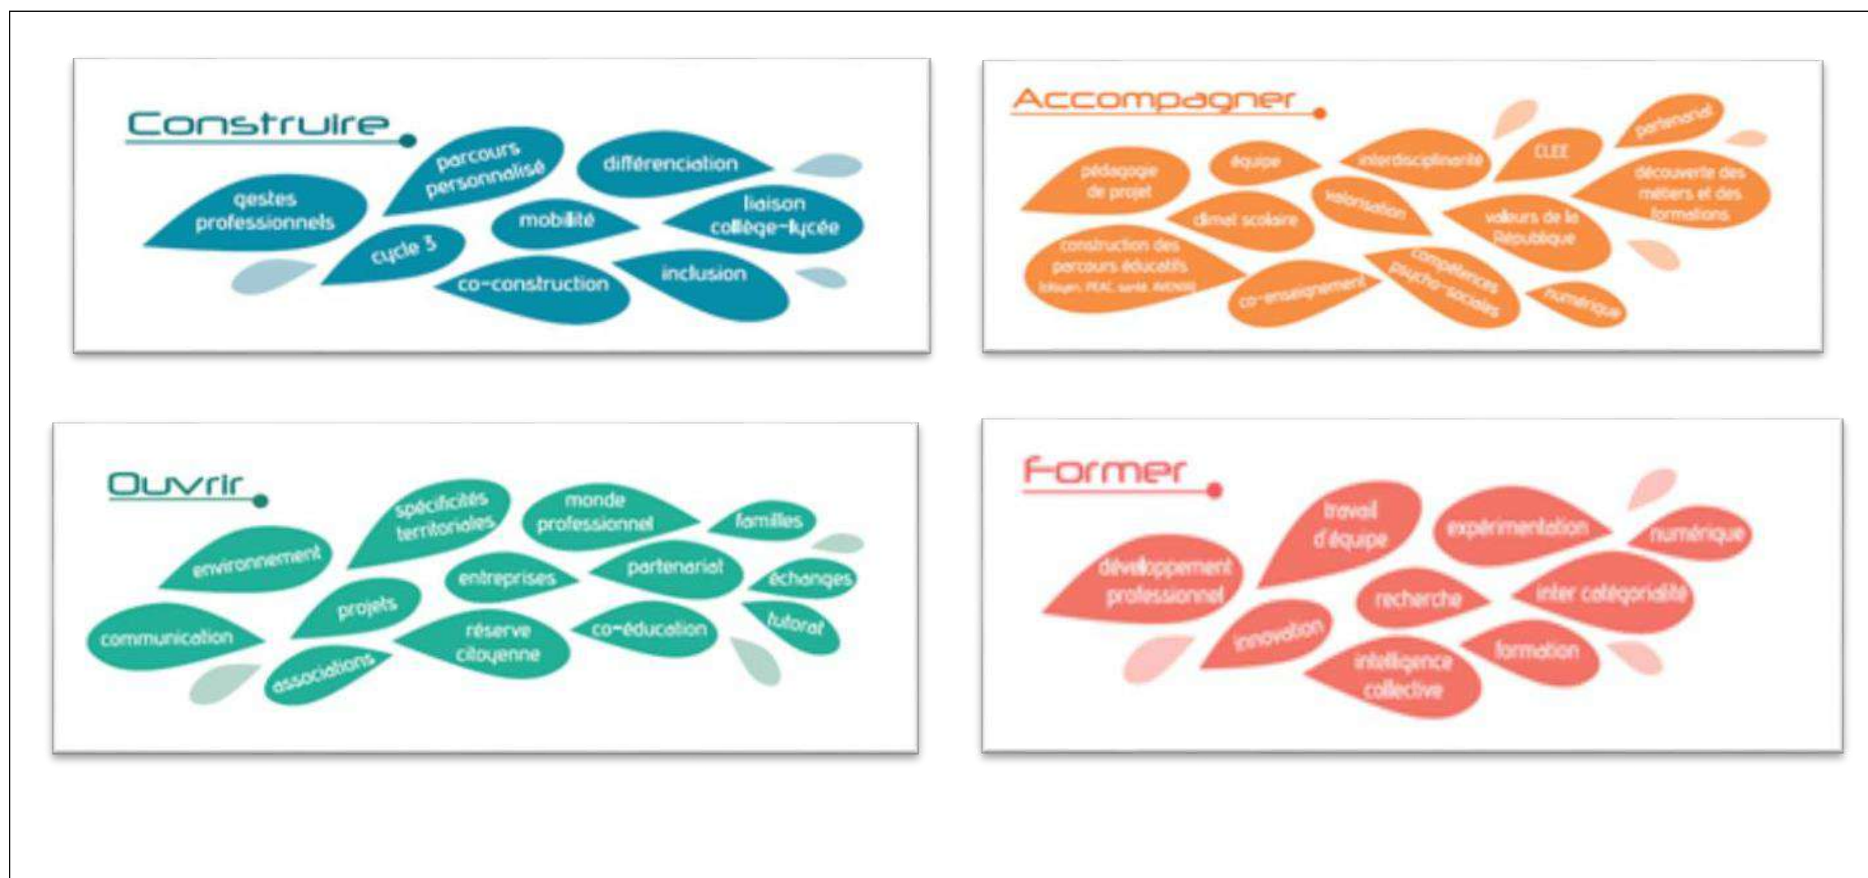 Construire
parcours
personnalisé
différenciation
gestes
professionnels
mobilité
liaison
collège-lycée
cycle 3
co-construction
inclusion
Accompagner
partenariat
pédagogie
de projet
équipe
interdisciplinarité
CLEE
découverte des
métiers et des
formations
climat scolaire
valorisation
valeurs de la
République
construction des
parcours éducatifs
(citoyen, PEAC, santé, AVENIR)
co-enseignement
compétences
psycho-sociales
numérique
Ouvrir
spécificités
territoriales
monde
professionnel
familles
environnement
entreprises
partenariat
échanges
projets
communication
réserve
citoyenne
co-éducation
tutorat
associations
Former
travail
d'équipe
expérimentation
numérique
développement
professionnel
recherche
inter catégorialité
innovation
intelligence
collective
formation